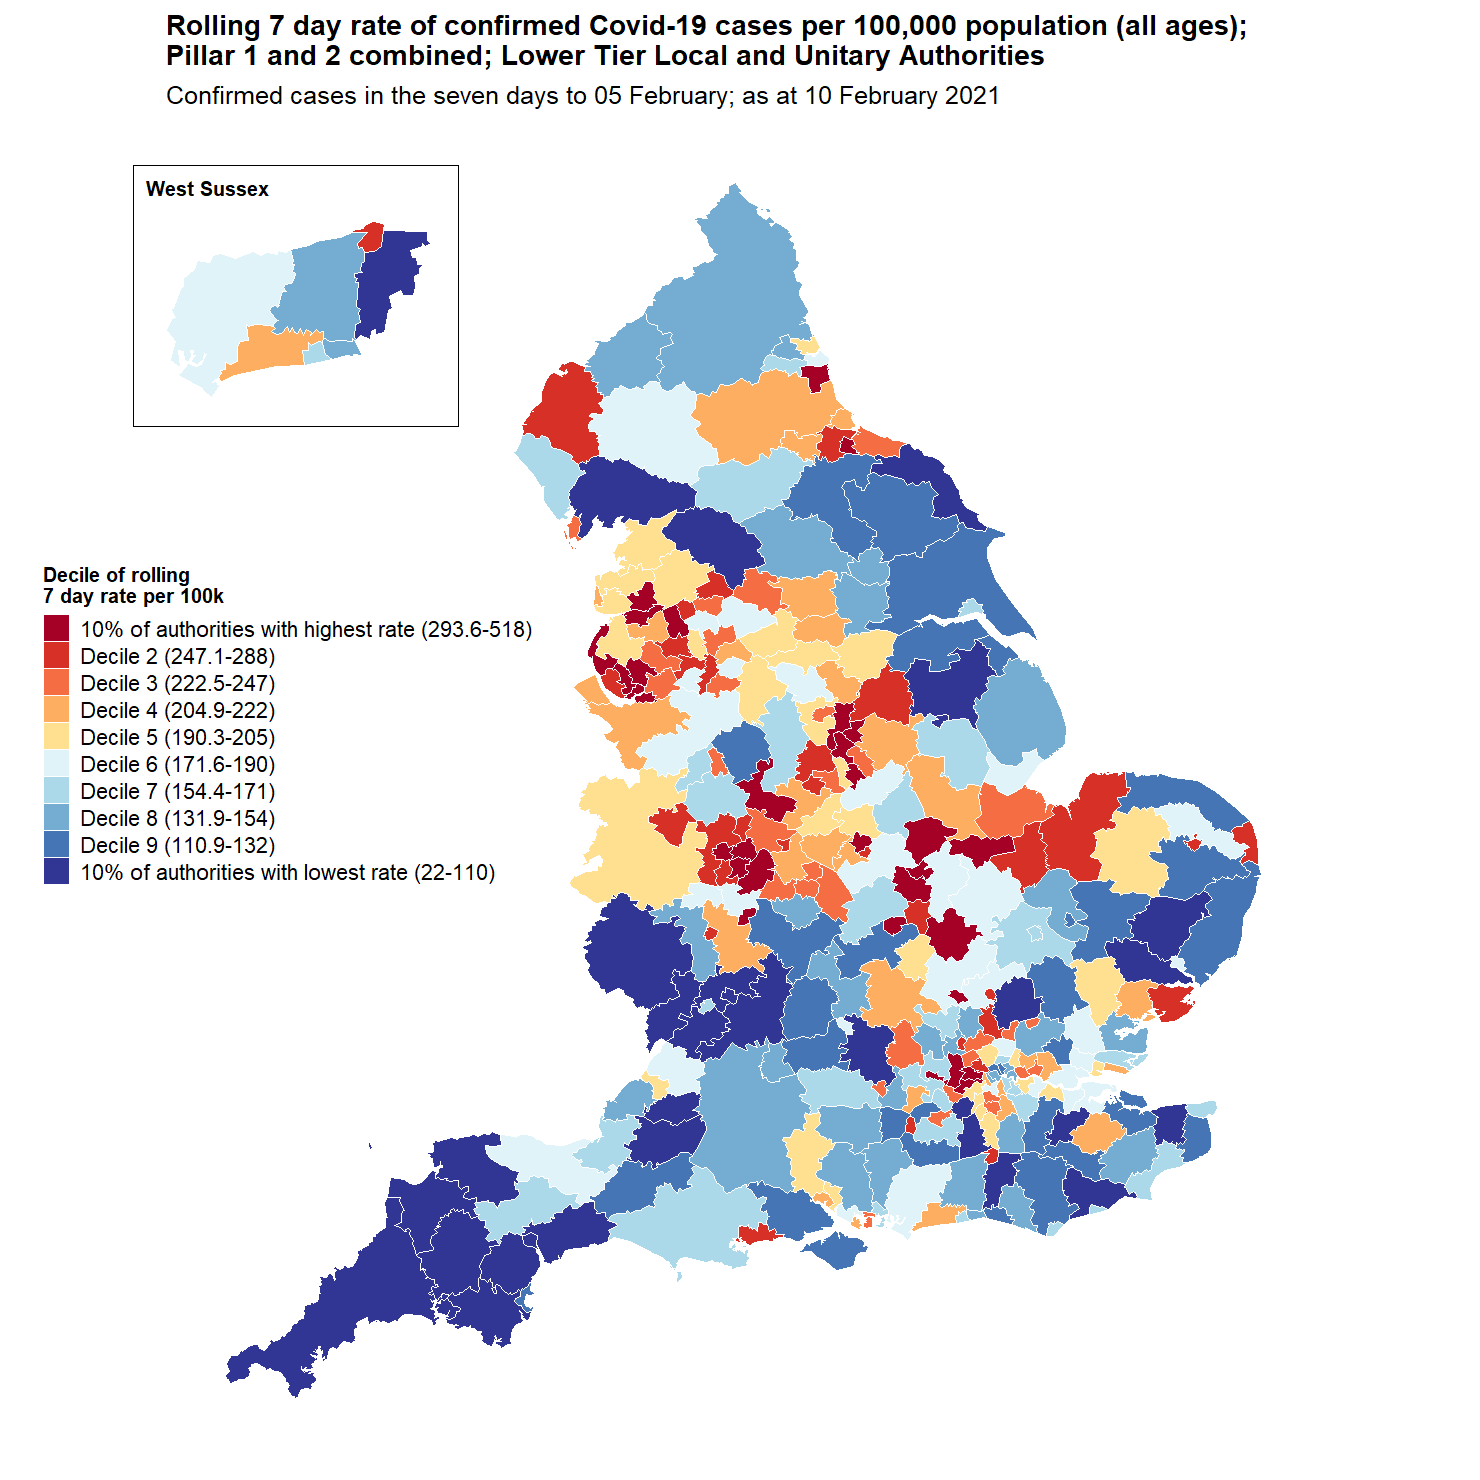 Rolling 7 day rate of confirmed Covid-19 cases per 100,000 population (all ages);
Pillar 1 and 2 combined; Lower Tier Local and Unitary Authorities
Confirmed cases in the seven days to 05 February; as at 10 February 2021
West Sussex
Decile of rolling
7 day rate per 100k
10% of authorities with highest rate (293.6-518)
Decile 2 (247.1-288)
Decile 3 (222.5-247)
Decile 4 (204.9-222)
Decile 5 (190.3-205)
Decile 6 (171.6-190)
Decile 7 (154.4-171)
Decile 8 (131.9-154)
Decile 9 (110.9-132)
10% of authorities with lowest rate (22-110)